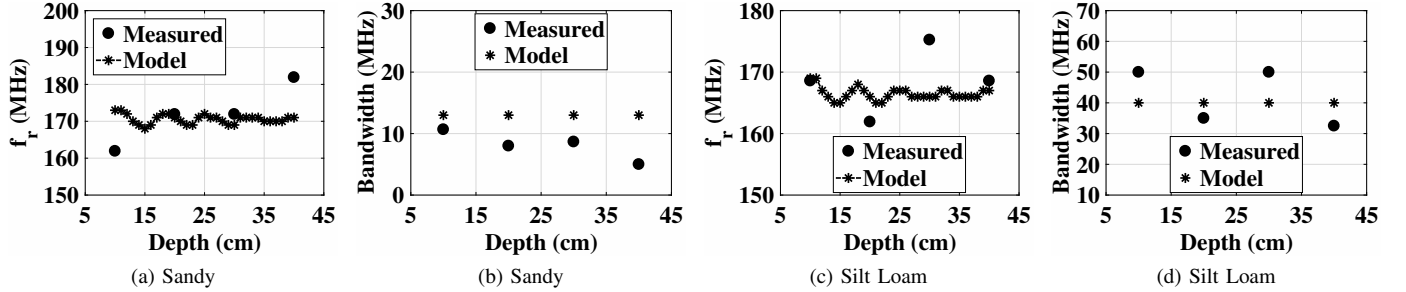 200
190
180
170
160
150
f_r (MHz)
Measured
Model
5 15 25 35 45
Depth (cm)
(a) Sandy
30
20
10
0
Bandwidth (MHz)
Measured
Model
5 15 25 35 45
Depth (cm)
(b) Sandy
180
170
160
150
f_r (MHz)
Measured
Model
5 15 25 35 45
Depth (cm)
(c) Silt Loam
70
60
50
40
30
20
10
Bandwidth (MHz)
Measured
Model
5 15 25 35 45
Depth (cm)
(d) Silt Loam